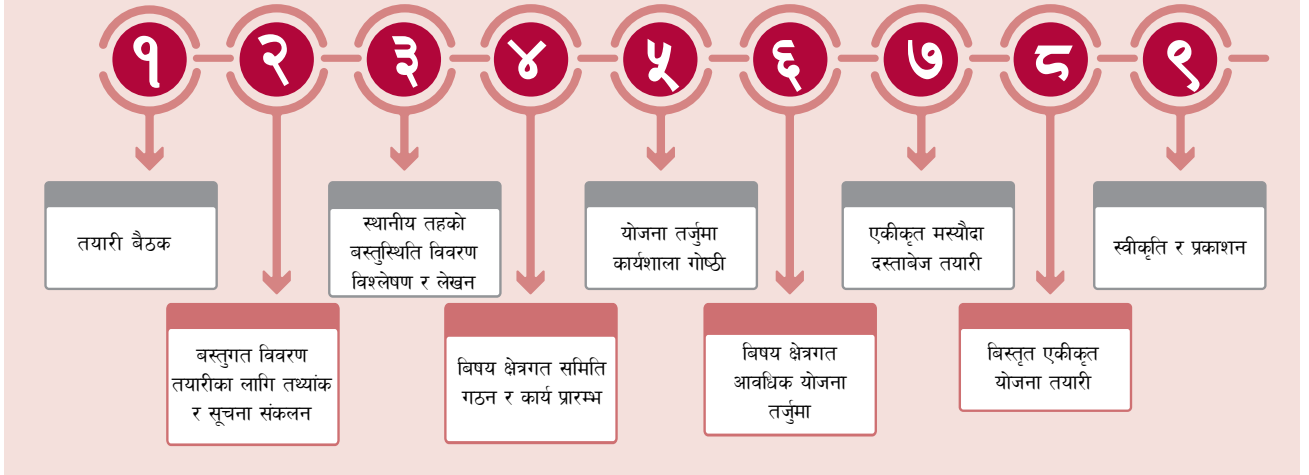 १ २ ३ ४ ५ ६ ७ ८ ९
तयारी बैठक
बस्तुगत विवरण
तयारीका लागि तथ्यांक
र सूचना संकलन
स्थानीय तहको
बस्तुस्थिति विवरण
विश्लेषण र लेखन
बिषय क्षेत्रगत समिति
गठन र कार्य प्रारम्भ
योजना तर्जुमा
कार्यशाला गोष्ठी
बिषय क्षेत्रगत
आवधिक योजना
तर्जुमा
एकीकृत मस्यौदा
दस्ताबेज तयारी
बिस्तृत एकीकृत
योजना तयारी
स्वीकृति र प्रकाशन